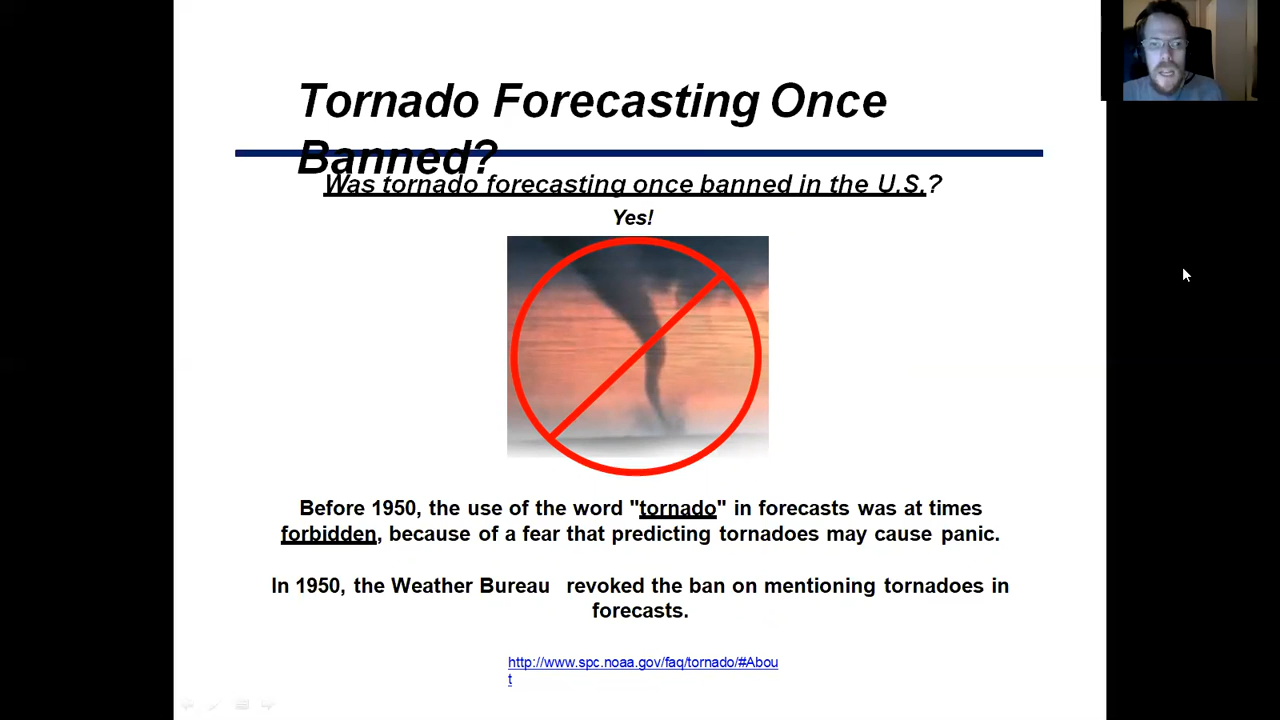 Tornado Forecasting Once
Banned?
Was tornado forecasting once banned in the U.S.?
Yes!
Before 1950, the use of the word "tornado" in forecasts was at times
forbidden, because of a fear that predicting tornadoes may cause panic.
In 1950, the Weather Bureau revoked the ban on mentioning tornadoes in
forecasts.
http://www.spc.noaa.gov/faq/tornado/#Abou
t